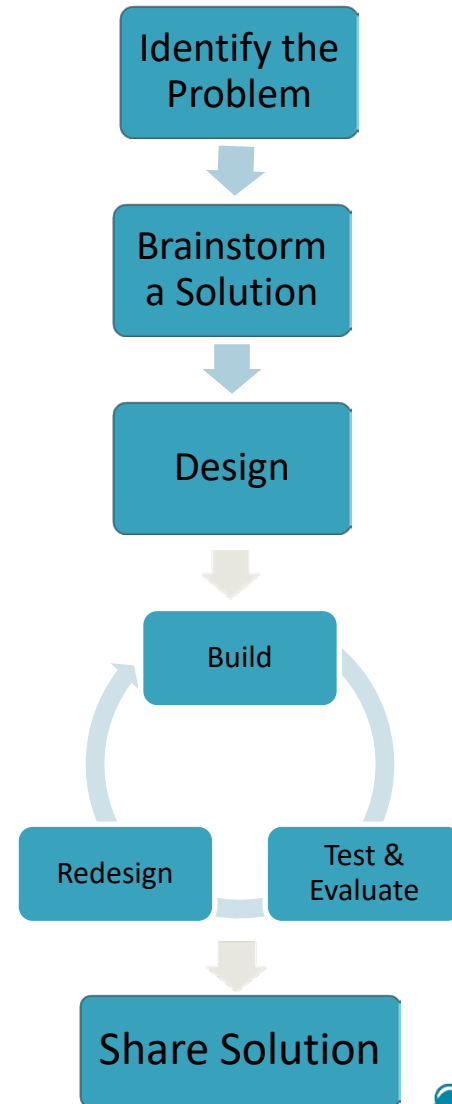 Identify the
Problem
Brainstorm
a Solution
Design
Build
Redesign
Test &
Evaluate
Share Solution